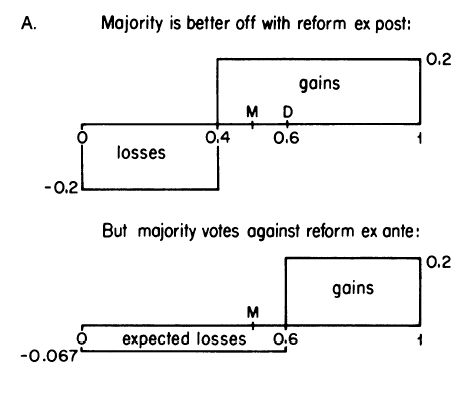 A. Majority is better off with reform ex post:
0.2
gains
M D
0 0.4 0.6 1
losses
-0.2
But majority votes against reform ex ante:
0.2
gains
M
0 expected losses 0.6 1
-0.067